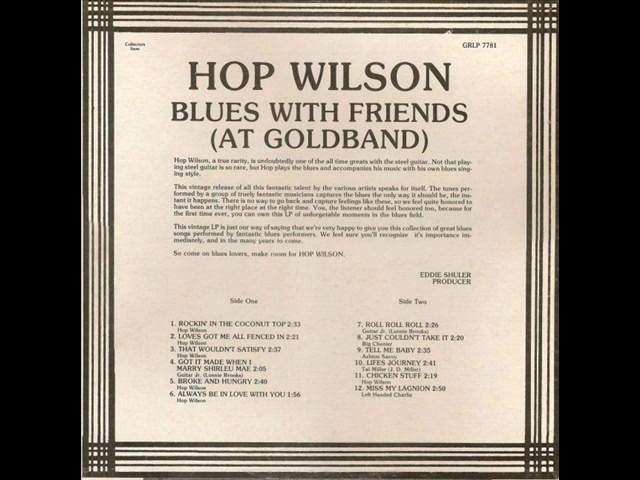 Collectors
Item
GRLP 7781
HOP WILSON
BLUES WITH FRIENDS
(AT GOLDBAND)
Hop Wilson, a true rarity, is undoubtedly one of the all time greats with the steel guitar. Not that play-
ing steel guitar is so rare, but Hop plays the blues and accompanies his music with his own blues sing-
ing style.
This vintage release of all this fantastic talent by the various artists speaks for itself. The tunes per-
formed by a group of truely fantastic musicians captures the blues the only way it should be, the ins-
tant it happens. There is no way to go back and capture feelings like these, so we feel quite honored to
have been at the right place at the right time. You, the listener should feel honored too, because for
the first time ever, you can own this LP of unforgetable moments in the blues field.
This vintage LP is just our way of saying that we're very happy to give you this collection of great blues
songs performed by fantastic blues performers. We feel sure you'll recognize it's importance im-
mediately, and in the many years to come.
So come on blues lovers, make room for HOP WILSON.
EDDIE SHULER
PRODUCER
Side One
1. ROCKIN' IN THE COCONUT TOP 2:33
Hop Wilson
2. LOVES GOT ME ALL FENCED IN 2:21
Hop Wilson
3. THAT WOULDN'T SATISFY 2:37
Hop Wilson
4. GOT IT MADE WHEN I
MARRY SHIRLEU MAE 2:05
Guitar Jr. (Lonnie Brooks)
5. BROKE AND HUNGRY 2:40
Hop Wilson
6. ALWAYS BE IN LOVE WITH YOU 1:56
Hop Wilson
Side Two
7. ROLL ROLL ROLL 2:26
Guitar Jr. (Lonnie Brooks)
8. JUST COULDN'T TAKE IT 2:20
Big Chenier
9. TELL ME BABY 2:35
Ashton Savoy
10. LIFES JOURNEY 2:41
Tal Miller (J. D. Miller)
11. CHICKEN STUFF 2:19
Hop Wilson
12. MISS MY LAGNION 2:50
Left Handed Charlie